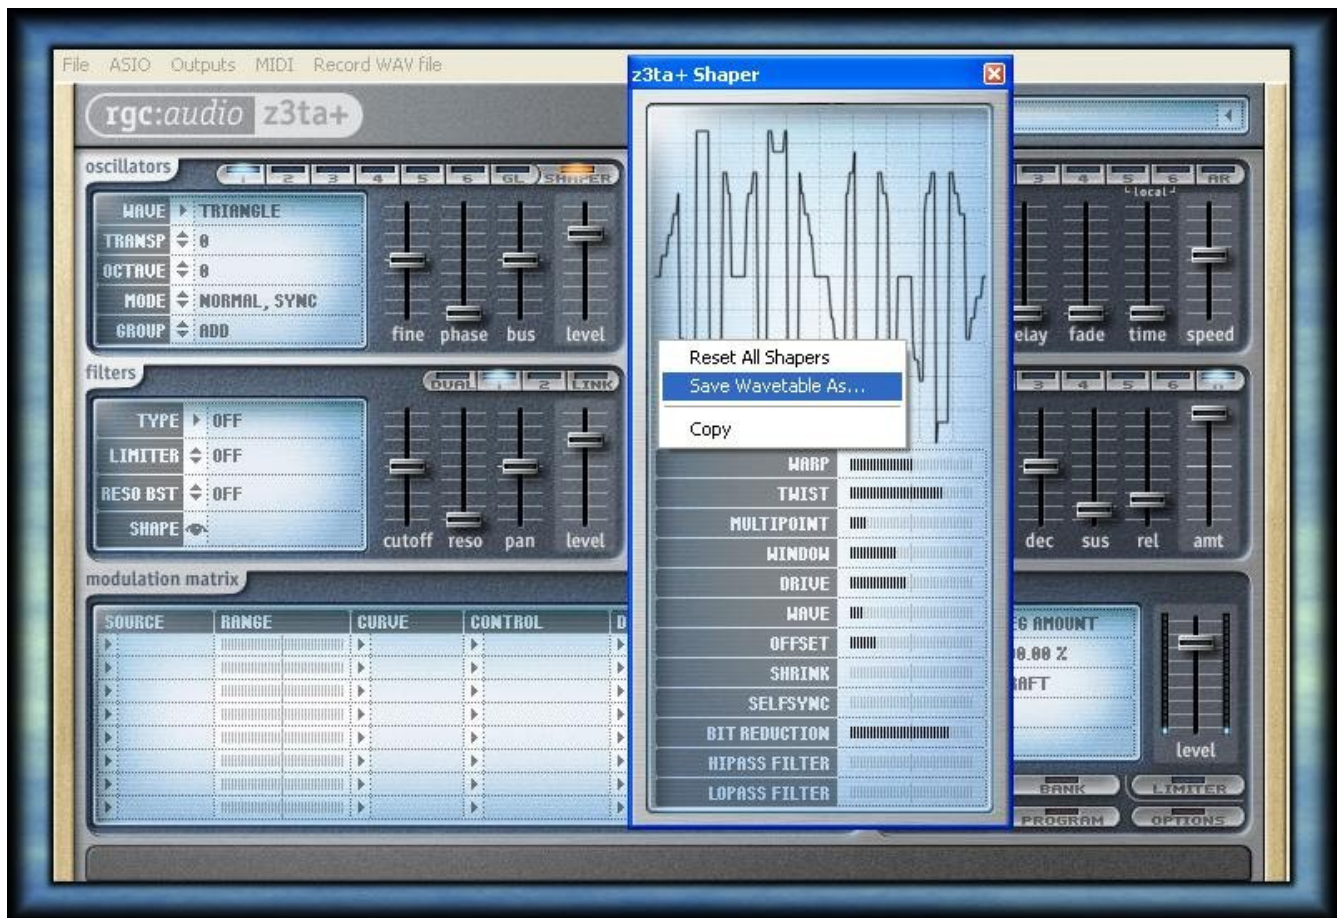 File ASIO Outputs MIDI Record WAV file
z3ta+ Shaper
rgc:audio z3ta+
oscillators
1 2 3 4 5 6 GL SHAPER
3 4 5 6 AR
local
WAVE TRIANGLE
TRANSP 0
OCTAVE 0
MODE NORMAL, SYNC
GROUP ADD
fine phase bus level
elay fade time speed
Reset All Shapers
Save Wavetable As...
Copy
filters
DUAL 1 2 LINK
3 4 5 6
TYPE OFF
LIMITER OFF
RESO BST OFF
SHAPE
cutoff reso pan level
dec sus rel amt
WARP
TWIST
MULTIPOINT
WINDOW
DRIVE
WAVE
OFFSET
SHRINK
SELFSYNC
BIT REDUCTION
HIPASS FILTER
LOPASS FILTER
modulation matrix
SOURCE RANGE CURVE CONTROL D
EG AMOUNT
0.00 %
RAFT
level
BANK LIMITER
PROGRAM OPTIONS